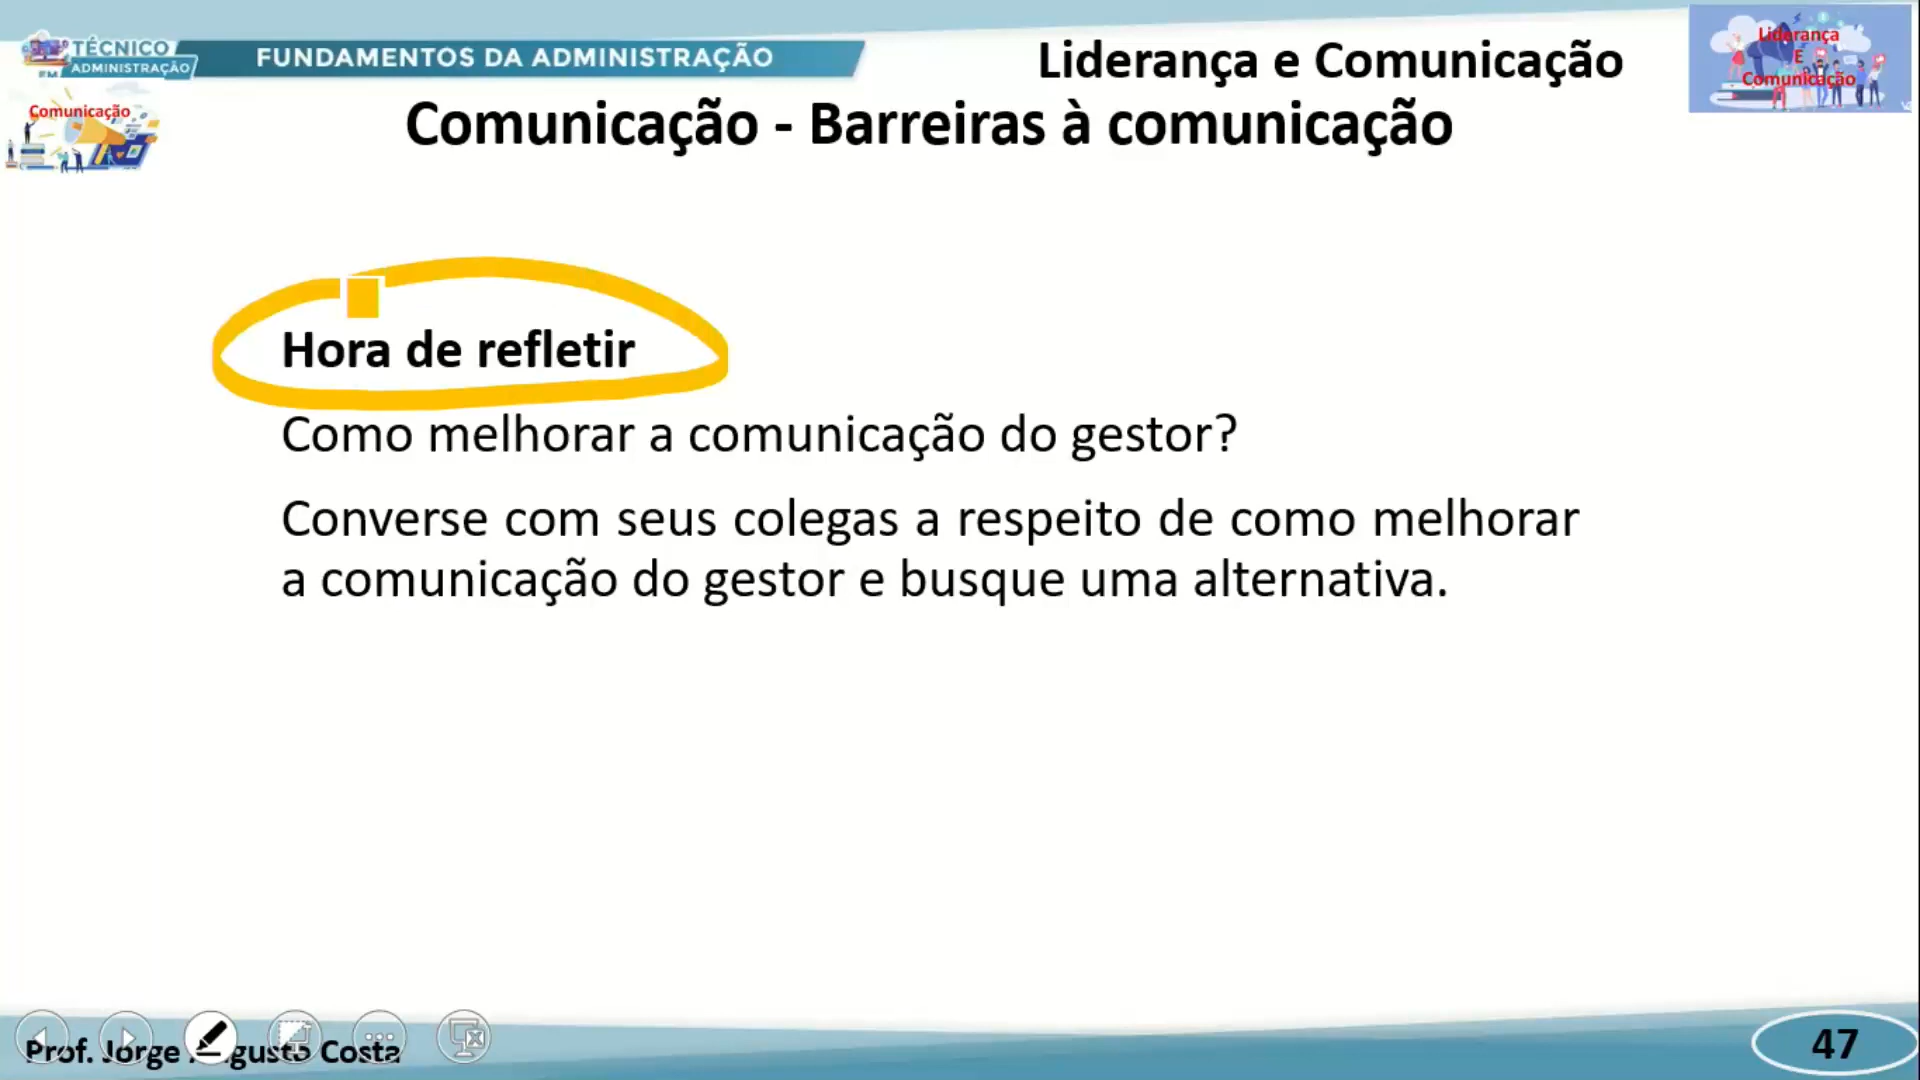 TÉCNICO
EM ADMINISTRAÇÃO
FUNDAMENTOS DA ADMINISTRAÇÃO
Liderança e Comunicação
Liderança
E
Comunicação
Comunicação
Comunicação - Barreiras à comunicação
Hora de refletir
Como melhorar a comunicação do gestor?
Converse com seus colegas a respeito de como melhorar
a comunicação do gestor e busque uma alternativa.
Prof. Jorge Augusto Costa
47